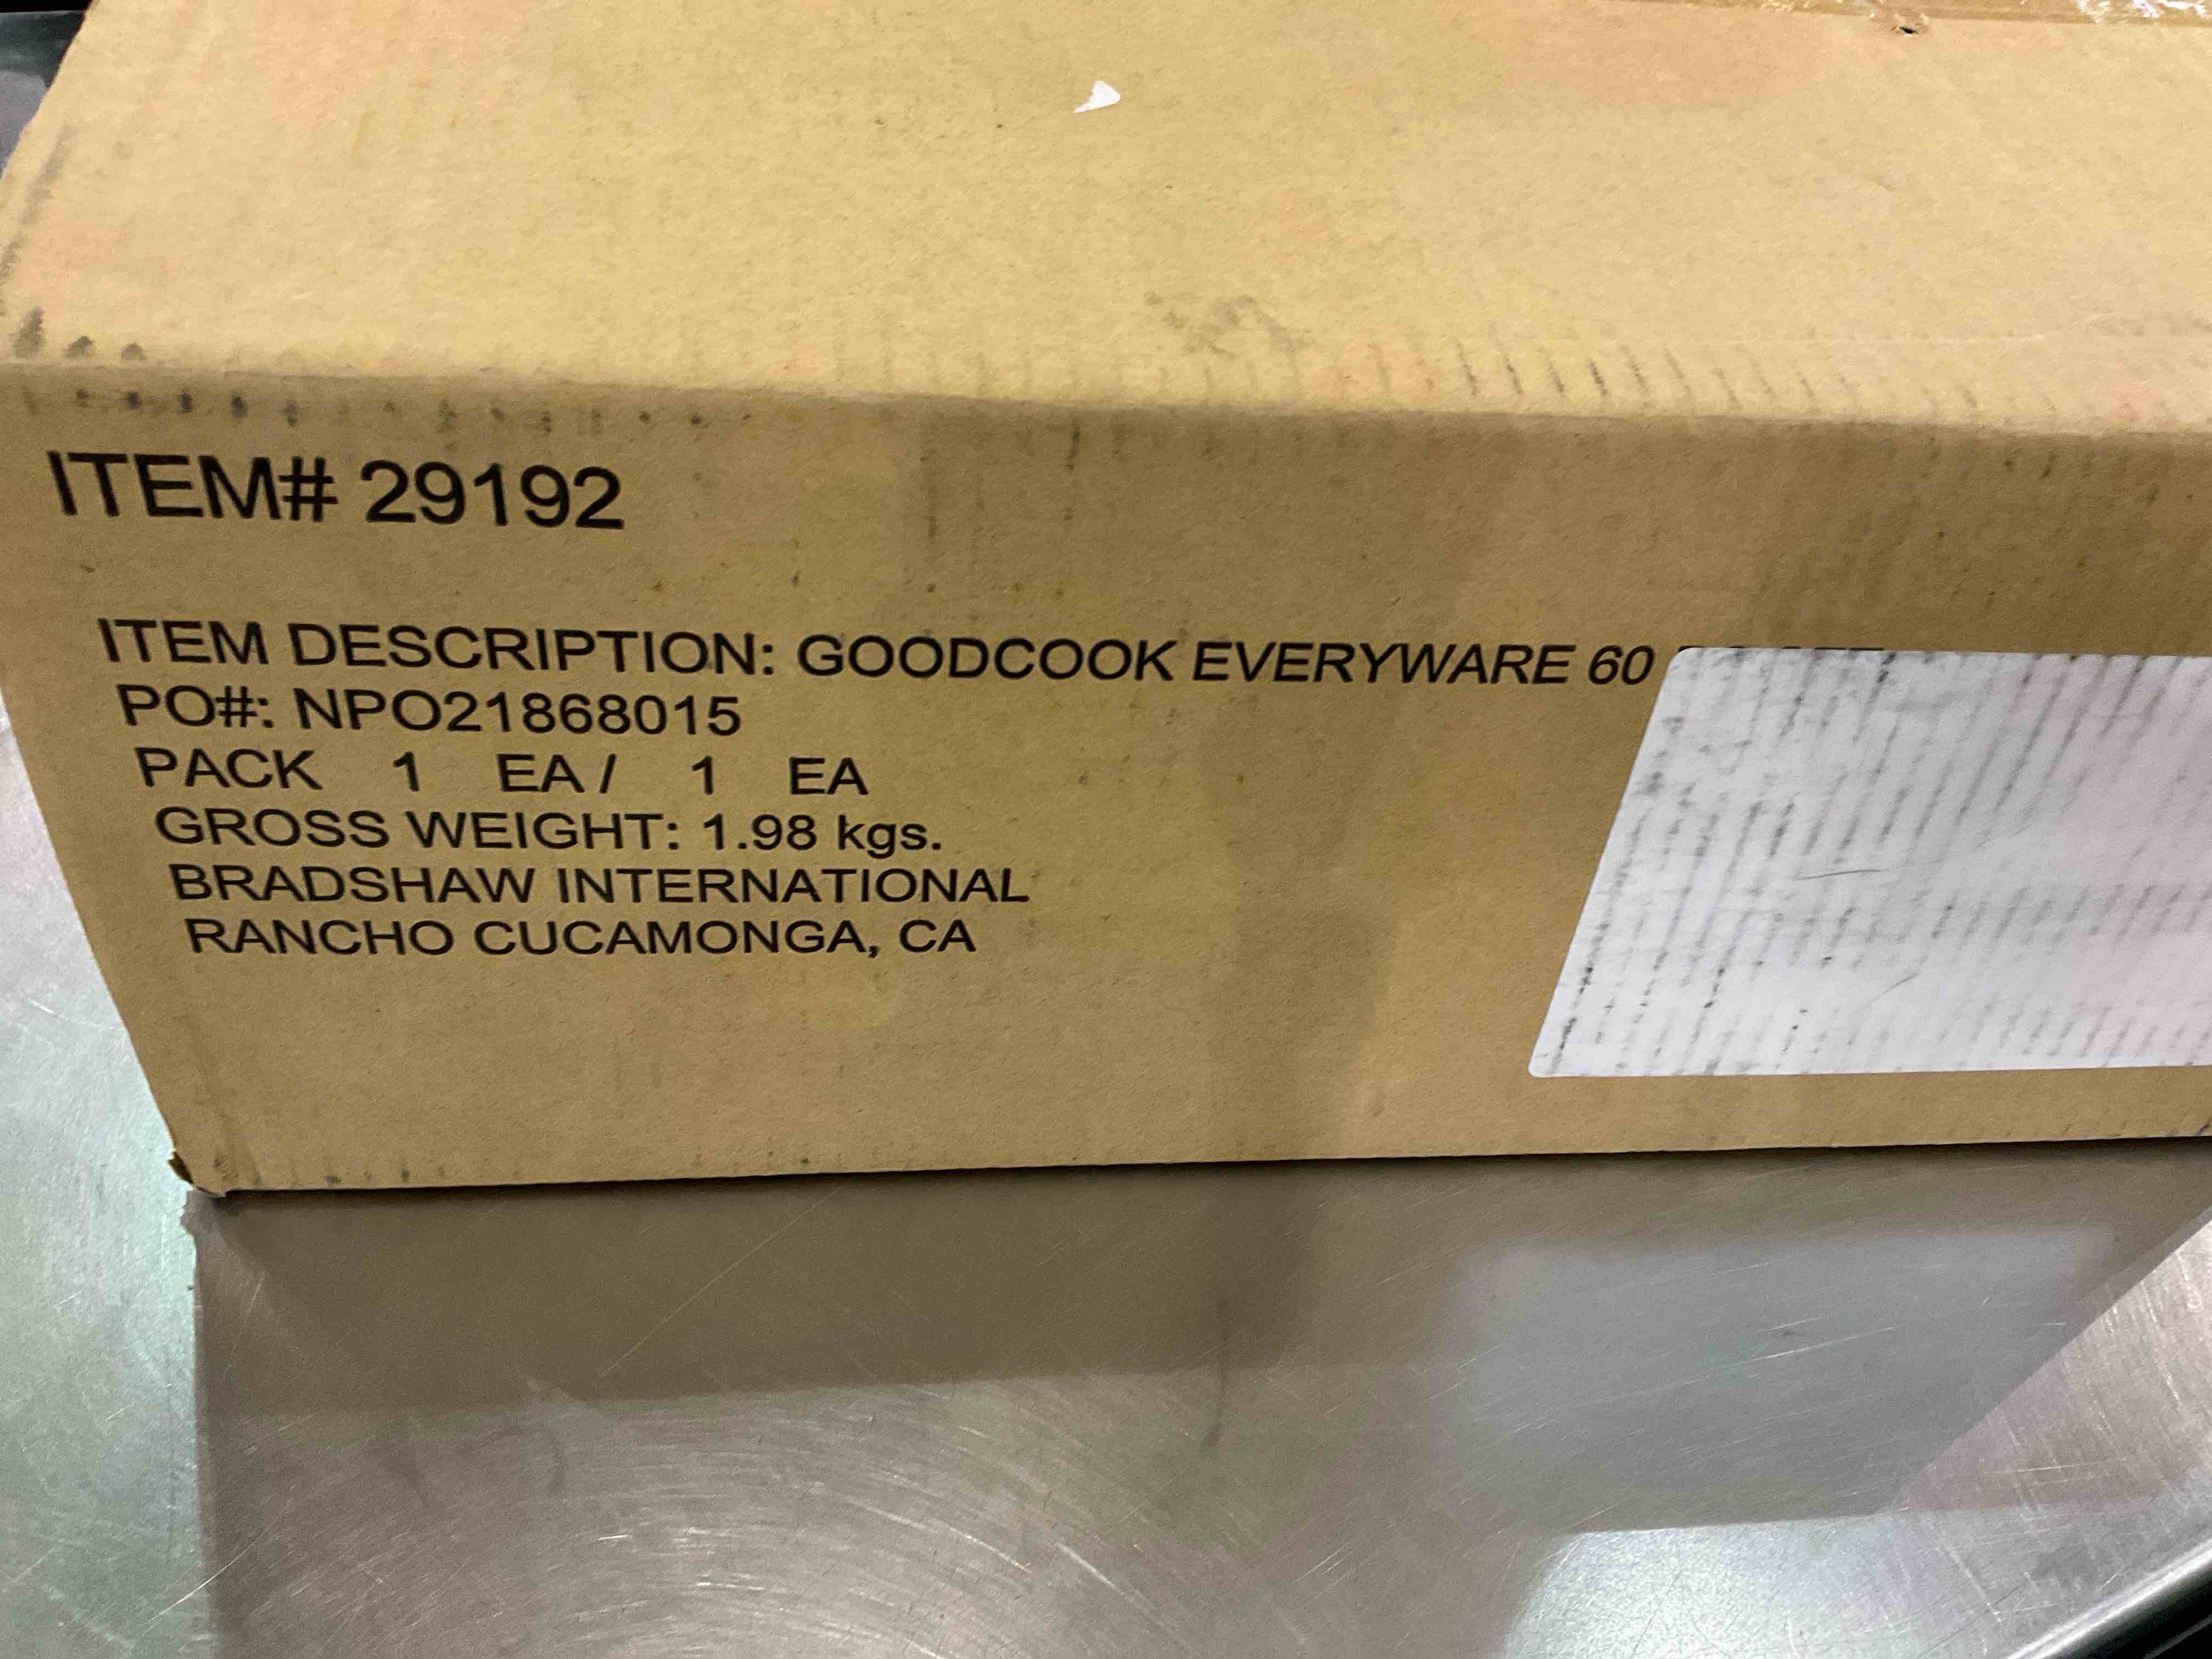 ITEM# 29192
ITEM DESCRIPTION: GOODCOOK EVERYWARE 60
PO#: NPO21868015
PACK 1 EA / 1 EA
GROSS WEIGHT: 1.98 kgs.
BRADSHAW INTERNATIONAL
RANCHO CUCAMONGA, CA